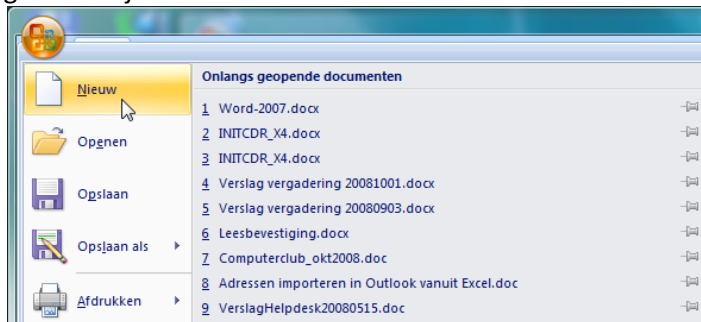 Nieuw
Openen
Opslaan
Opslaan als
Afdrukken
Onlangs geopende documenten
1 Word-2007.docx
2 INITCDR_X4.docx
3 INITCDR_X4.docx
4 Verslag vergadering 20081001.docx
5 Verslag vergadering 20080903.docx
6 Leesbevestiging.docx
7 Computerclub_okt2008.doc
8 Adressen importeren in Outlook vanuit Excel.doc
9 VerslagHelpdesk20080515.doc